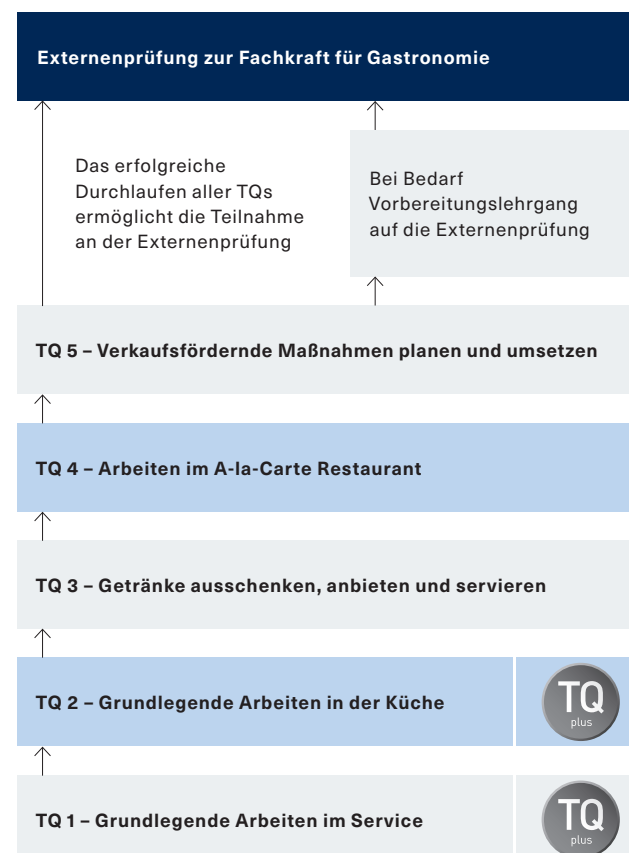 Externenprüfung zur Fachkraft für Gastronomie
Das erfolgreiche
Durchlaufen aller TQs
ermöglicht die Teilnahme
an der Externenprüfung
Bei Bedarf
Vorbereitungslehrgang
auf die Externenprüfung
TQ 5 – Verkaufsfördernde Maßnahmen planen und umsetzen
TQ 4 – Arbeiten im A-la-Carte Restaurant
TQ 3 – Getränke ausschenken, anbieten und servieren
TQ 2 – Grundlegende Arbeiten in der Küche
TQ
plus
TQ 1 – Grundlegende Arbeiten im Service
TQ
plus